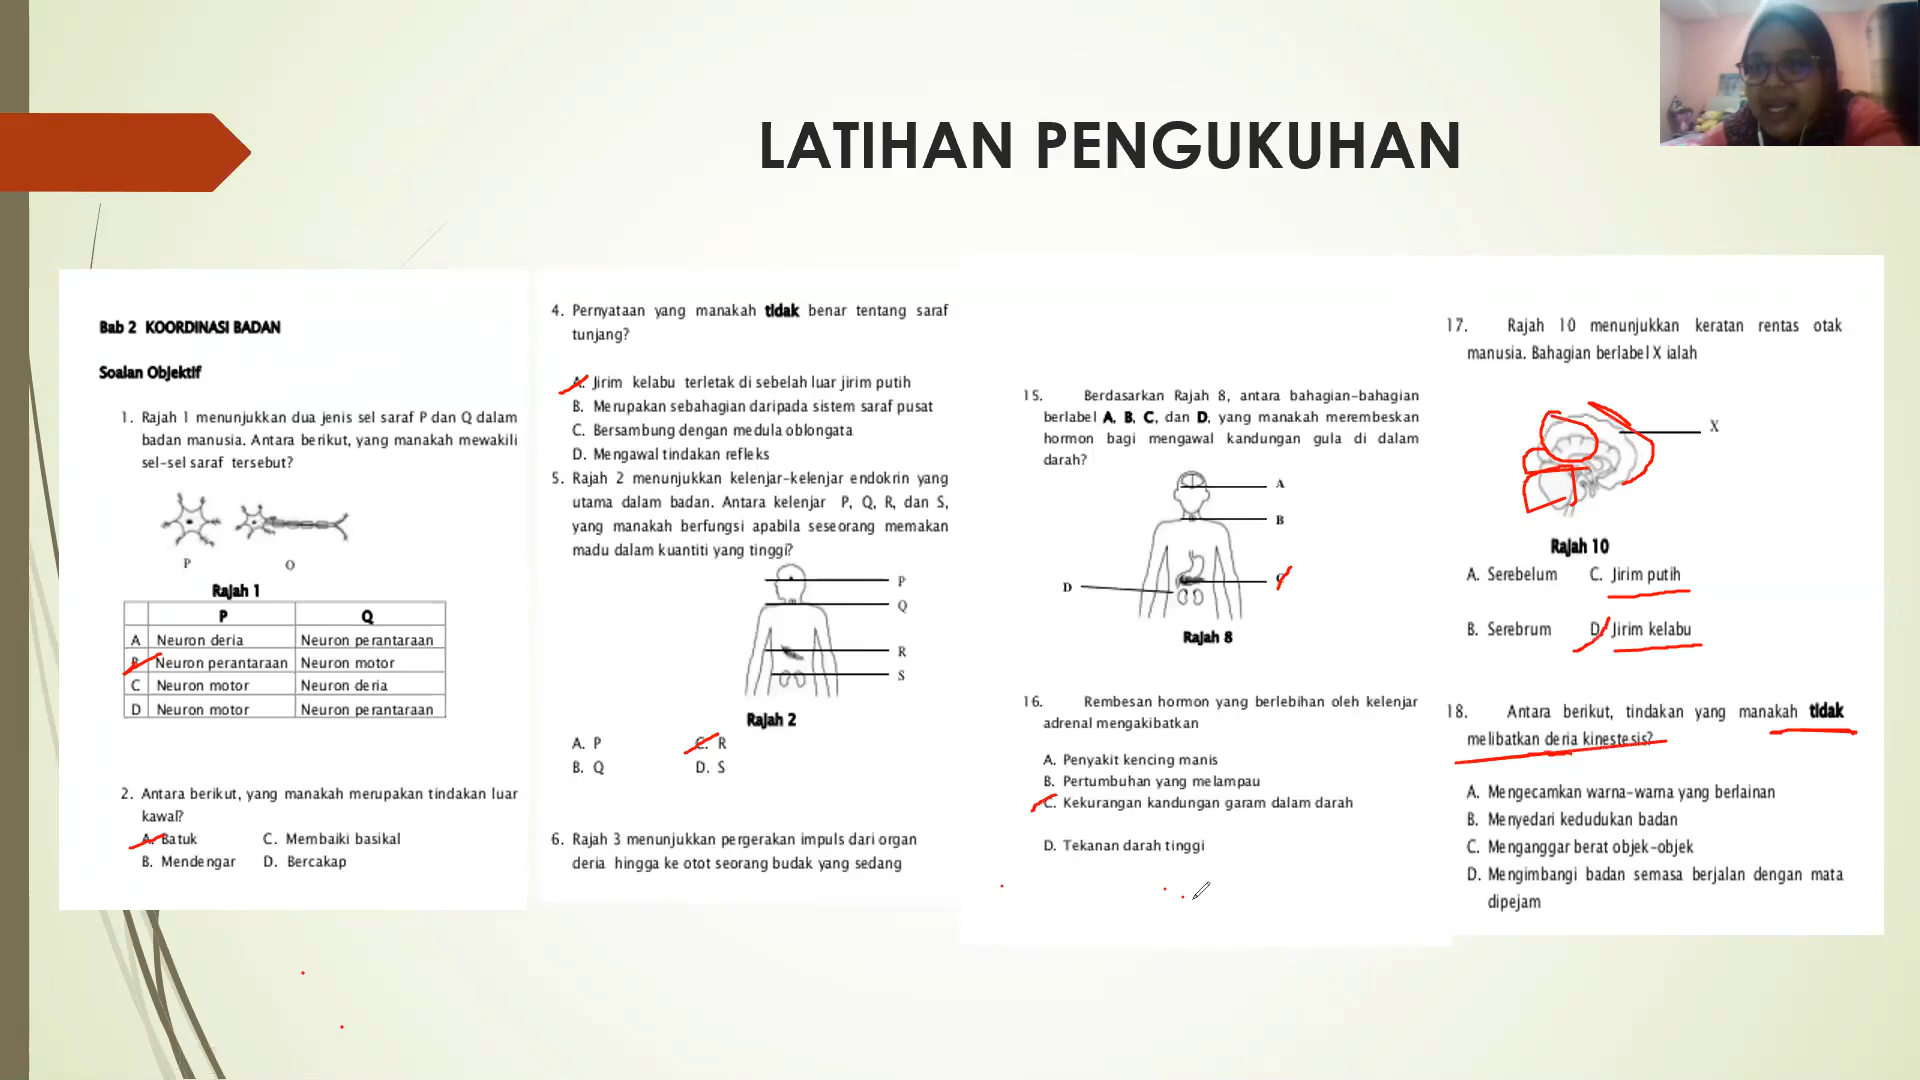 LATIHAN PENGUKUHAN
Bab 2 KOORDINASI BADAN
Soalan Objektif
1. Rajah 1 menunjukkan dua jenis sel saraf P dan Q dalam
badan manusia. Antara berikut, yang manakah mewakili
sel-sel saraf tersebut?
P
Q
Rajah 1
P Q
A Neuron deria Neuron perantaraan
B Neuron perantaraan Neuron motor
C Neuron motor Neuron deria
D Neuron motor Neuron perantaraan
2. Antara berikut, yang manakah merupakan tindakan luar
kawal?
A. Batuk C. Membaiki basikal
B. Mendengar D. Bercakap
4. Pernyataan yang manakah tidak benar tentang saraf
tunjang?
A. Jirim kelabu terletak di sebelah luar jirim putih
B. Merupakan sebahagian daripada sistem saraf pusat
C. Bersambung dengan medula oblongata
D. Mengawal tindakan refleks
5. Rajah 2 menunjukkan kelenjar-kelenjar endokrin yang
utama dalam badan. Antara kelenjar P, Q, R, dan S,
yang manakah berfungsi apabila seseorang memakan
madu dalam kuantiti yang tinggi?
P
Q
R
S
Rajah 2
A. P C. R
B. Q D. S
6. Rajah 3 menunjukkan pergerakan impuls dari organ
deria hingga ke otot seorang budak yang sedang
15. Berdasarkan Rajah 8, antara bahagian-bahagian
berlabel A, B, C, dan D, yang manakah merembeskan
hormon bagi mengawal kandungan gula di dalam
darah?
A
B
C
D
Rajah 8
16. Rembesan hormon yang berlebihan oleh kelenjar
adrenal mengakibatkan
A. Penyakit kencing manis
B. Pertumbuhan yang melampau
C. Kekurangan kandungan garam dalam darah
D. Tekanan darah tinggi
17. Rajah 10 menunjukkan keratan rentas otak
manusia. Bahagian berlabel X ialah
X
Rajah 10
A. Serebelum C. Jirim putih
B. Serebrum D. Jirim kelabu
18. Antara berikut, tindakan yang manakah tidak
melibatkan deria kinestesis?
A. Mengecamkan warna-warna yang berlainan
B. Menyedari kedudukan badan
C. Menganggar berat objek-objek
D. Mengimbangi badan semasa berjalan dengan mata
dipejam